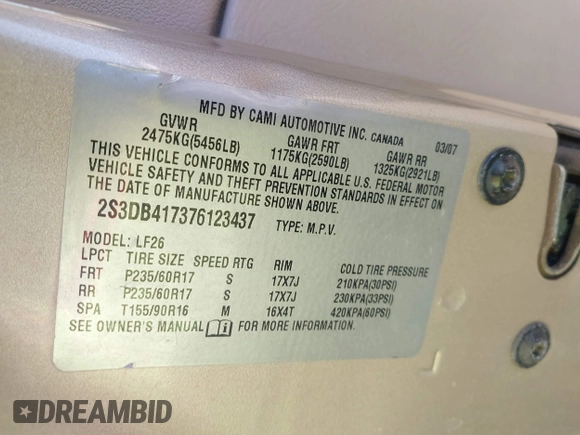 MFD BY CAMI AUTOMOTIVE INC. CANADA
GVWR GAWR FRT GAWR RR 03/07
2475KG(5456LB) 1175KG(2590LB) 1325KG(2921LB)
THIS VEHICLE CONFORMS TO ALL APPLICABLE U.S. FEDERAL MOTOR
VEHICLE SAFETY AND THEFT PREVENTION STANDARDS IN EFFECT ON
THE DATE OF MANUFACTURE SHOWN ABOVE.
2S3DB417376123437 TYPE: M.P.V.
MODEL: LF26
LPCT TIRE SIZE SPEED RTG RIM COLD TIRE PRESSURE
FRT P235/60R17 S 17X7J 210KPA(30PSI)
RR P235/60R17 S 17X7J 230KPA(33PSI)
SPA T155/90R16 M 16X4T 420KPA(60PSI)
SEE OWNER'S MANUAL i FOR MORE INFORMATION.
DREAMBID